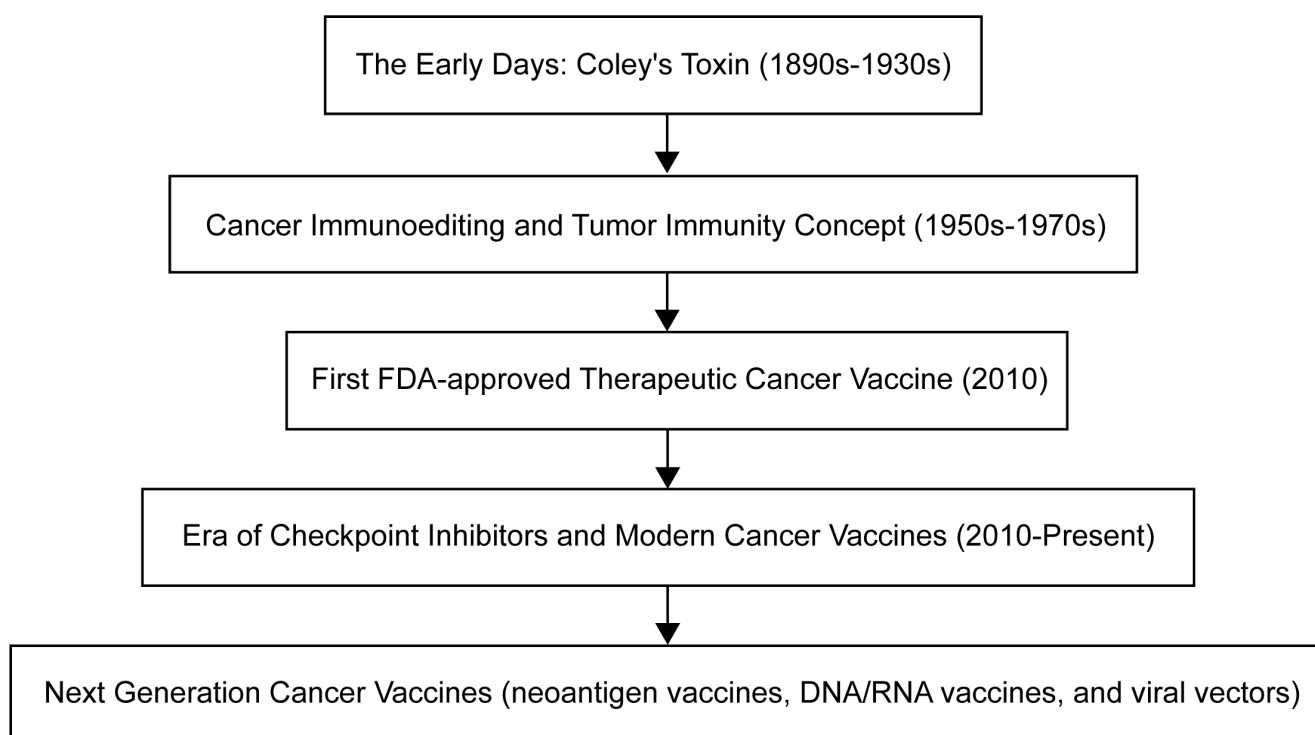 The Early Days: Coley's Toxin (1890s-1930s)
Cancer Immunoediting and Tumor Immunity Concept (1950s-1970s)
First FDA-approved Therapeutic Cancer Vaccine (2010)
Era of Checkpoint Inhibitors and Modern Cancer Vaccines (2010-Present)
Next Generation Cancer Vaccines (neoantigen vaccines, DNA/RNA vaccines, and viral vectors)